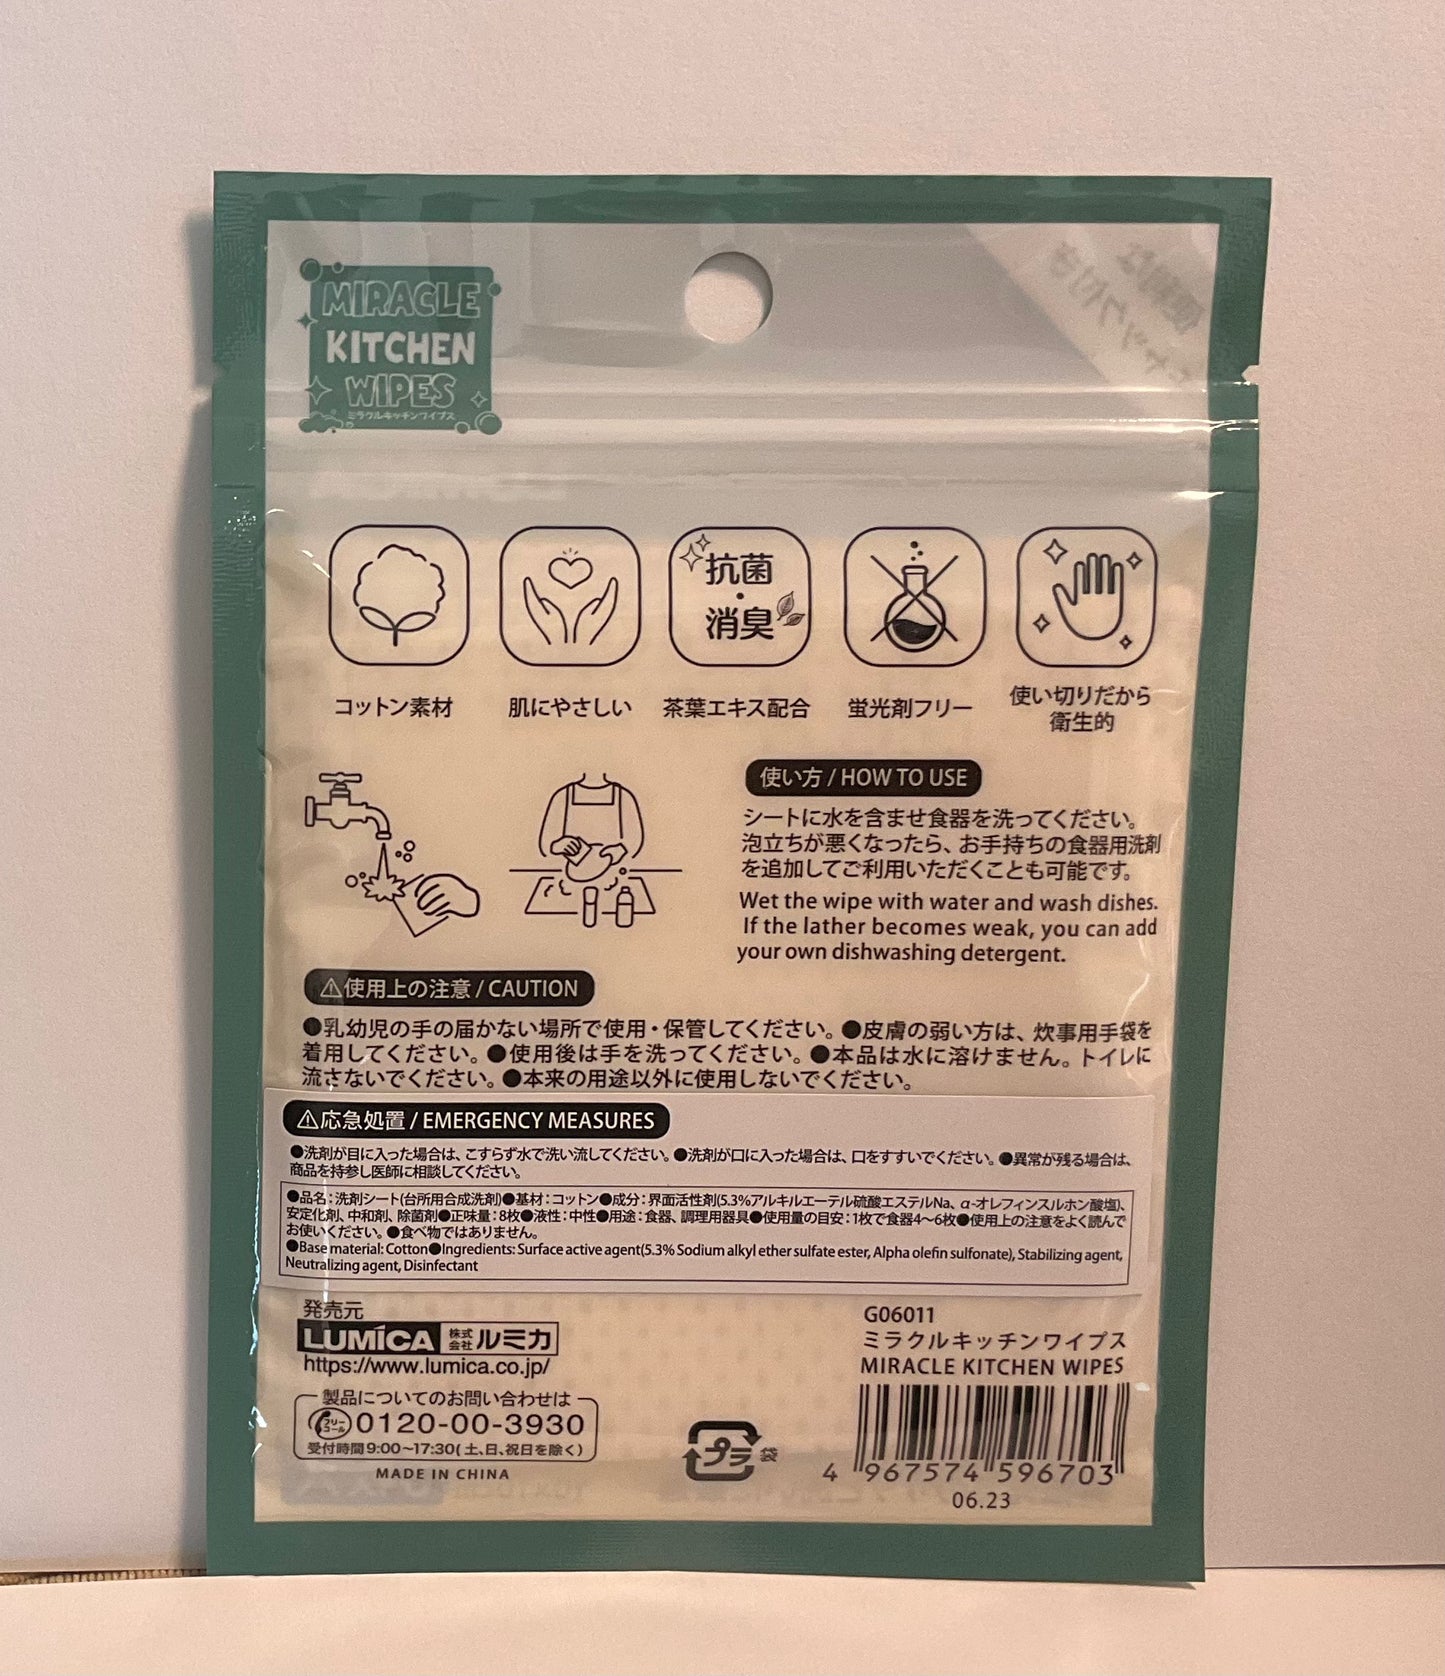 MIRACLE
KITCHEN
WIPES
ミラクルキッチンワイプス
抗菌
・
消臭
コットン素材
肌にやさしい
茶葉エキス配合
蛍光剤フリー
使い切りだから
衛生的
使い方 / HOW TO USE
シートに水を含ませ食器を洗ってください。
泡立ちが悪くなったら、お手持ちの食器用洗剤
を追加してご利用いただくことも可能です。
Wet the wipe with water and wash dishes.
If the lather becomes weak, you can add
your own dishwashing detergent.
⚠使用上の注意 / CAUTION
●乳幼児の手の届かない場所で使用・保管してください。●皮膚の弱い方は、炊事用手袋を
着用してください。●使用後は手を洗ってください。●本品は水に溶けません。トイレに
流さないでください。●本来の用途以外に使用しないでください。
⚠応急処置 / EMERGENCY MEASURES
●洗剤が目に入った場合は、こすらず水で洗い流してください。●洗剤が口に入った場合は、口をすすいでください。●異常が残る場合は、
商品を持参し医師に相談してください。
●品名：洗剤シート(台所用合成洗剤)●基材：コットン●成分：界面活性剤(5.3%アルキルエーテル硫酸エステルNa、α-オレフィンスルホン酸塩)、
安定化剤、中和剤、除菌剤●正味量：8枚●液性：中性●用途：食器、調理用器具●使用量の目安：1枚で食器4～6枚●使用上の注意をよく読んで
お使いください。●食べ物ではありません。
●Base material: Cotton●Ingredients: Surface active agent(5.3% Sodium alkyl ether sulfate ester, Alpha olefin sulfonate), Stabilizing agent,
Neutralizing agent, Disinfectant
発売元
LUMICA 株式会社 ルミカ
https://www.lumica.co.jp/
製品についてのお問い合わせは
フリーコール 0120-00-3930
受付時間9:00～17:30(土、日、祝日を除く)
MADE IN CHINA
プラ 袋
G06011
ミラクルキッチンワイプス
MIRACLE KITCHEN WIPES
4 967574 596703
06.23